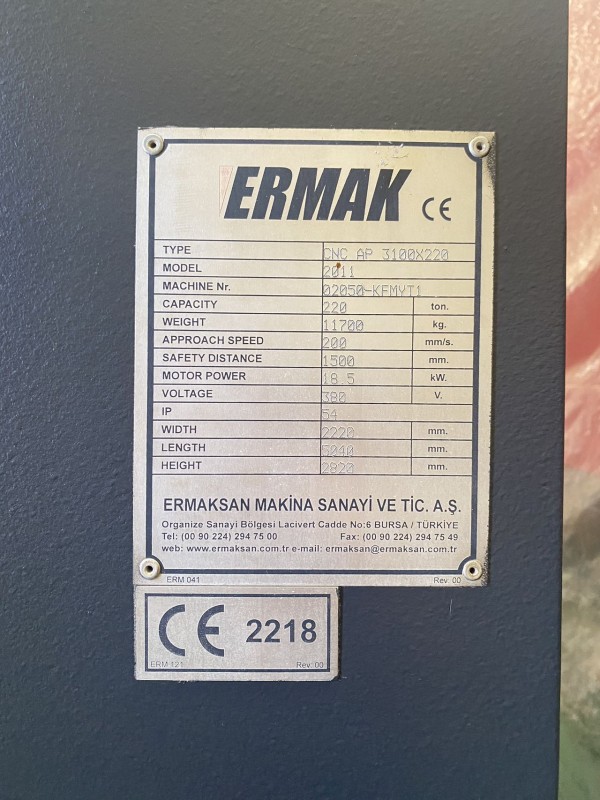 ERMAK CE
TYPE CNC AP 3100X220
MODEL 2011
MACHINE Nr. 02050-KFMYT1
CAPACITY 220 ton.
WEIGHT 11700 kg.
APPROACH SPEED 200 mm/s.
SAFETY DISTANCE 1500 mm.
MOTOR POWER 18.5 kW.
VOLTAGE 380 V.
IP 54
WIDTH 2220 mm.
LENGTH 5040 mm.
HEIGHT 2820 mm.
ERMAKSAN MAKİNA SANAYİ VE TİC. A.Ş.
Organize Sanayi Bölgesi Lacivert Cadde No:6 BURSA / TÜRKİYE
Tel: (00 90 224) 294 75 00 Fax: (00 90 224) 294 75 49
web: www.ermaksan.com.tr e-mail: ermaksan@ermaksan.com.tr
ERM 041 Rev. 00
CE 2218
ERM 121 Rev. 00